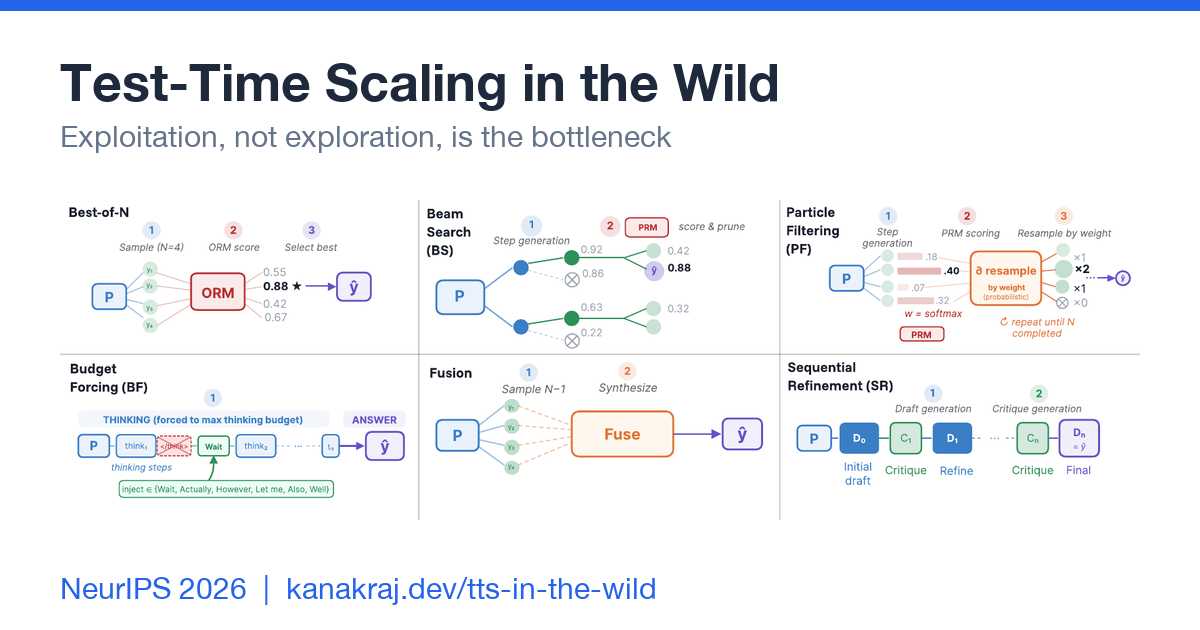 Test-Time Scaling in the Wild
Exploitation, not exploration, is the bottleneck
Best-of-N
1
2
3
Sample (N=4)
ORM score
Select best
P
y₁
y₂
y₃
y₄
ORM
0.55
0.88 ★
0.42
0.67
ŷ
Beam
Search
(BS)
1
Step generation
2
PRM
score & prune
P
0.92
0.86
0.63
0.22
0.42
ŷ
0.88
0.32
Particle
Filtering
(PF)
1
2
3
Step
generation
PRM scoring
Resample by weight
P
.18
.40
.07
.32
w = softmax
PRM
∂ resample
by weight
(probabilistic)
×1
×2
×1
×0
ŷ
↻ repeat until N
completed
Budget
Forcing (BF)
1
THINKING (forced to max thinking budget)
ANSWER
P
think₁
</think>
Wait
think₂
...
tₙ
ŷ
thinking steps
inject ∈ {Wait, Actually, However, Let me, Also, Well}
Fusion
1
2
Sample N−1
Synthesize
P
y₁
y₂
y₃
y₄
Fuse
ŷ
Sequential
Refinement (SR)
1
2
Draft generation
Critique generation
P
D₀
C₁
D₁
...
Cₙ
Dₙ
= ŷ
Initial
draft
Critique
Refine
Critique
Final
NeurIPS 2026 | kanakraj.dev/tts-in-the-wild